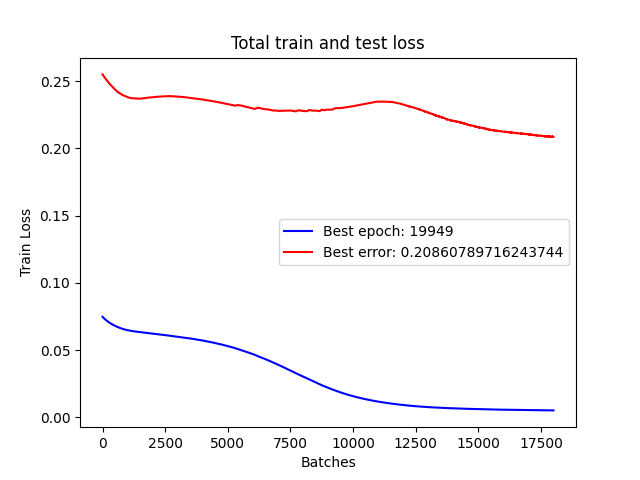 Total train and test loss
Train Loss
0.25
0.20
0.15
0.10
0.05
0.00
Best epoch: 19949
Best error: 0.20860789716243744
0 2500 5000 7500 10000 12500 15000 17500
Batches